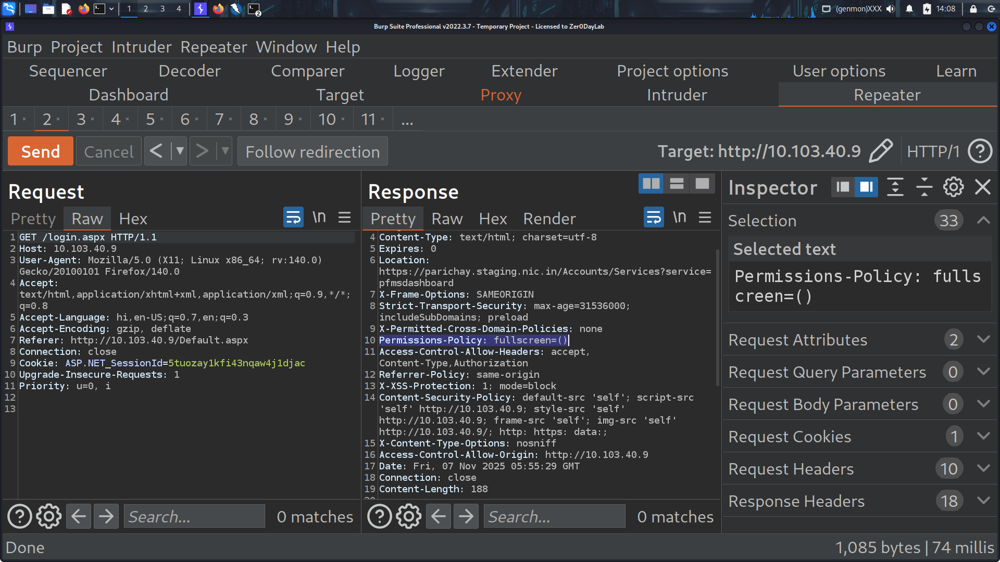 1 2 3 4
2
(genmon)XXX 14:08
Burp Suite Professional v2022.3.7 - Temporary Project - Licensed to Zer0DayLab
Burp Project Intruder Repeater Window Help
Sequencer Decoder Comparer Logger Extender Project options User options Learn
Dashboard Target Proxy Intruder Repeater
1 × 2 × 3 × 4 × 5 × 6 × 7 × 8 × 9 × 10 × 11 × ...
Send Cancel < > Follow redirection Target: http://10.103.40.9 HTTP/1 ?
Request
Pretty Raw Hex \n
1 GET /login.aspx HTTP/1.1
2 Host: 10.103.40.9
3 User-Agent: Mozilla/5.0 (X11; Linux x86_64; rv:140.0)
Gecko/20100101 Firefox/140.0
4 Accept:
text/html,application/xhtml+xml,application/xml;q=0.9,*/*;
q=0.8
5 Accept-Language: hi,en-US;q=0.7,en;q=0.3
6 Accept-Encoding: gzip, deflate
7 Referer: http://10.103.40.9/Default.aspx
8 Connection: close
9 Cookie: ASP.NET_SessionId=5tuozay1kfi43nqaw4j1djac
10 Upgrade-Insecure-Requests: 1
11 Priority: u=0, i
12
13
? Search... 0 matches
Response
Pretty Raw Hex Render \n
4 Content-Type: text/html; charset=utf-8
5 Expires: 0
6 Location:
https://parichay.staging.nic.in/Accounts/Services?service=
pfmsdashboard
7 X-Frame-Options: SAMEORIGIN
8 Strict-Transport-Security: max-age=31536000;
includeSubDomains; preload
9 X-Permitted-Cross-Domain-Policies: none
10 Permissions-Policy: fullscreen=()
11 Access-Control-Allow-Headers: accept,
Content-Type,Authorization
12 Referrer-Policy: same-origin
13 X-XSS-Protection: 1; mode=block
14 Content-Security-Policy: default-src 'self'; script-src
'self' http://10.103.40.9; style-src 'self'
http://10.103.40.9; frame-src 'self'; img-src 'self'
http://10.103.40.9/; http: https: data:;
15 X-Content-Type-Options: nosniff
16 Access-Control-Allow-Origin: http://10.103.40.9
17 Date: Fri, 07 Nov 2025 05:55:29 GMT
18 Connection: close
19 Content-Length: 188
? Search... 0 matches
Inspector
Selection 33
Selected text
Permissions-Policy: fulls
creen=()
Request Attributes 2
Request Query Parameters 0
Request Body Parameters 0
Request Cookies 1
Request Headers 10
Response Headers 18
Done 1,085 bytes | 74 millis